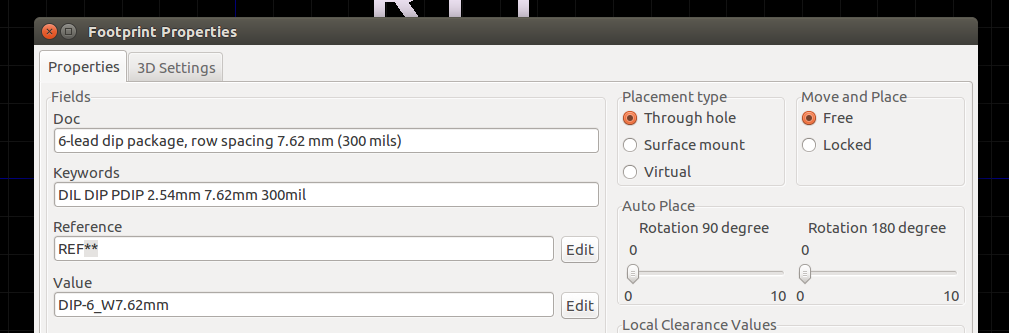 Footprint Properties
Properties
3D Settings
Fields
Doc
6-lead dip package, row spacing 7.62 mm (300 mils)
Keywords
DIL DIP PDIP 2.54mm 7.62mm 300mil
Reference
REF**
Edit
Value
DIP-6_W7.62mm
Edit
Placement type
Through hole
Surface mount
Virtual
Move and Place
Free
Locked
Auto Place
Rotation 90 degree
0
0 10
Rotation 180 degree
0
0 10
Local Clearance Values